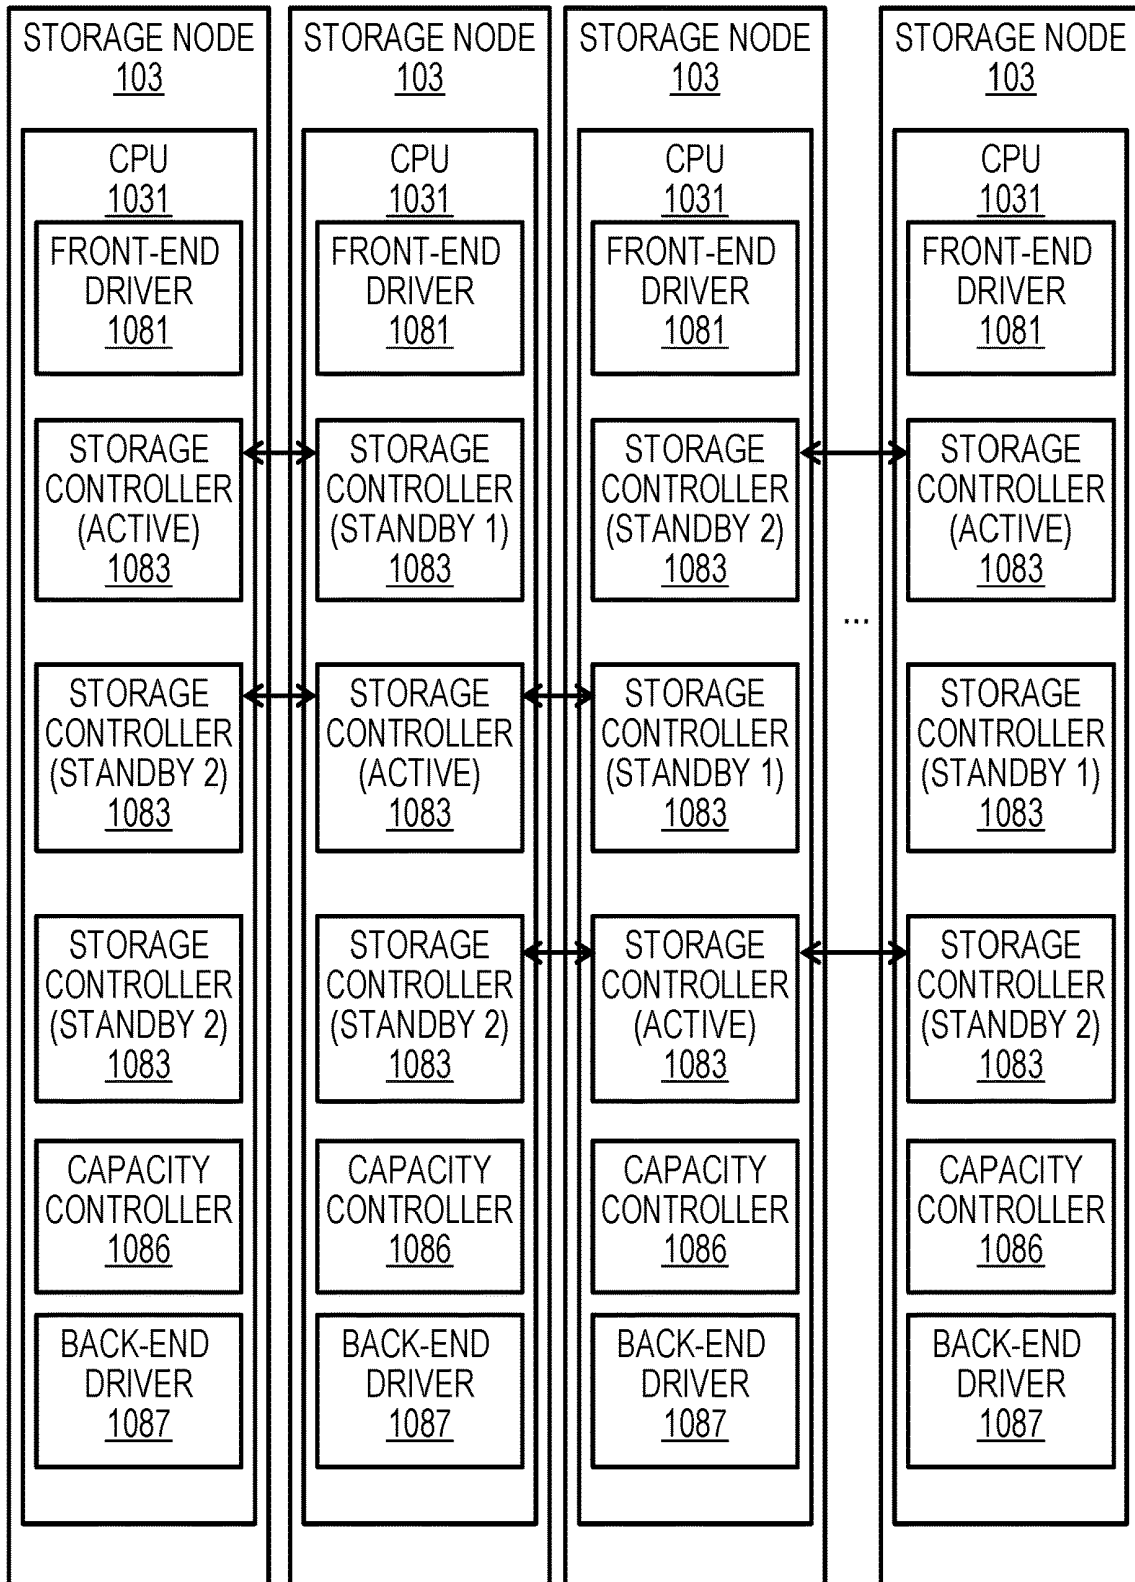 STORAGE NODE
103
CPU
1031
FRONT-END
DRIVER
1081
STORAGE
CONTROLLER
(ACTIVE)
1083
STORAGE
CONTROLLER
(STANDBY 2)
1083
STORAGE
CONTROLLER
(STANDBY 2)
1083
CAPACITY
CONTROLLER
1086
BACK-END
DRIVER
1087
STORAGE NODE
103
CPU
1031
FRONT-END
DRIVER
1081
STORAGE
CONTROLLER
(STANDBY 1)
1083
STORAGE
CONTROLLER
(ACTIVE)
1083
STORAGE
CONTROLLER
(STANDBY 2)
1083
CAPACITY
CONTROLLER
1086
BACK-END
DRIVER
1087
STORAGE NODE
103
CPU
1031
FRONT-END
DRIVER
1081
STORAGE
CONTROLLER
(STANDBY 2)
1083
STORAGE
CONTROLLER
(STANDBY 1)
1083
STORAGE
CONTROLLER
(ACTIVE)
1083
CAPACITY
CONTROLLER
1086
BACK-END
DRIVER
1087
...
STORAGE NODE
103
CPU
1031
FRONT-END
DRIVER
1081
STORAGE
CONTROLLER
(ACTIVE)
1083
STORAGE
CONTROLLER
(STANDBY 1)
1083
STORAGE
CONTROLLER
(STANDBY 2)
1083
CAPACITY
CONTROLLER
1086
BACK-END
DRIVER
1087